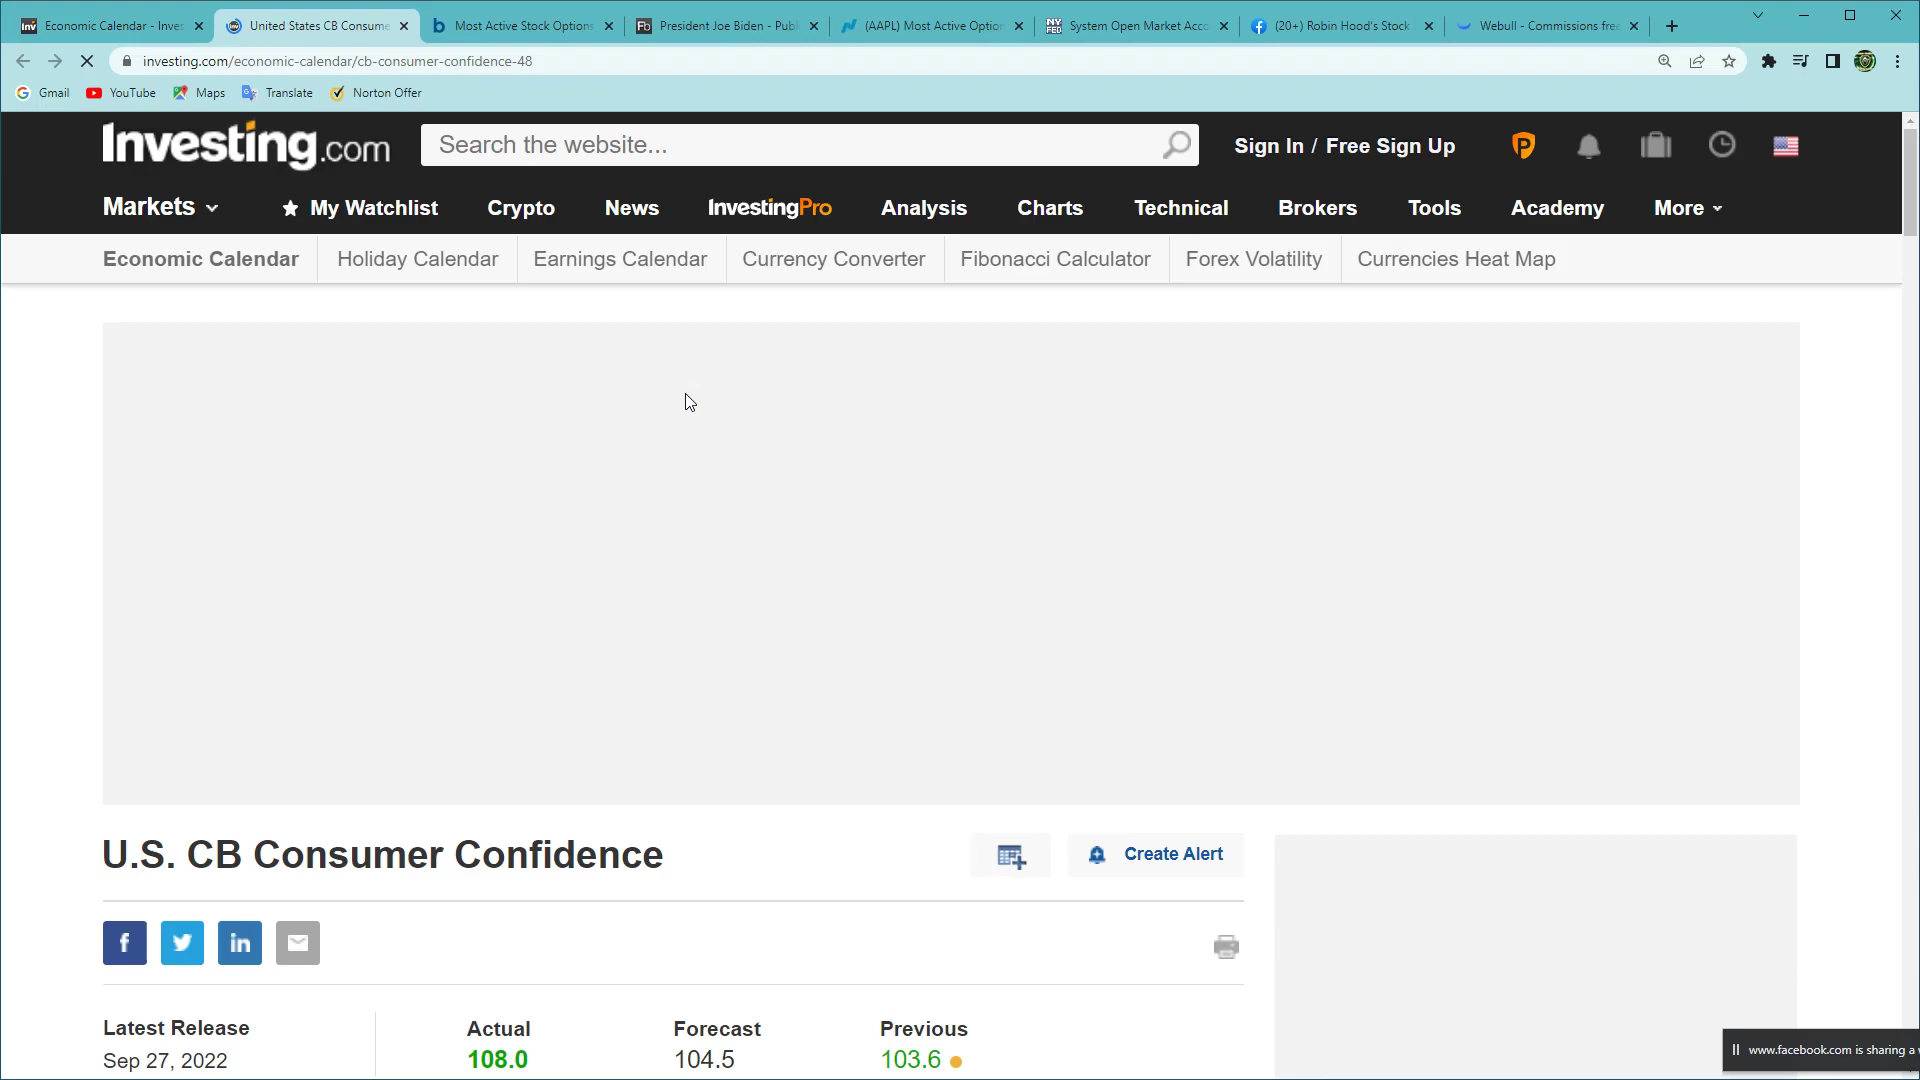 Economic Calendar - Inves
United States CB Consume
Most Active Stock Options
President Joe Biden - Publ
(AAPL) Most Active Option
System Open Market Acco
(20+) Robin Hood's Stock
Webull - Commissions free
investing.com/economic-calendar/cb-consumer-confidence-48
Gmail YouTube Maps Translate Norton Offer
Investing.com
Search the website...
Sign In / Free Sign Up
Markets My Watchlist Crypto News InvestingPro Analysis Charts Technical Brokers Tools Academy More
Economic Calendar Holiday Calendar Earnings Calendar Currency Converter Fibonacci Calculator Forex Volatility Currencies Heat Map
U.S. CB Consumer Confidence
Create Alert
Latest Release Actual Forecast Previous
Sep 27, 2022 108.0 104.5 103.6
www.facebook.com is sharing a